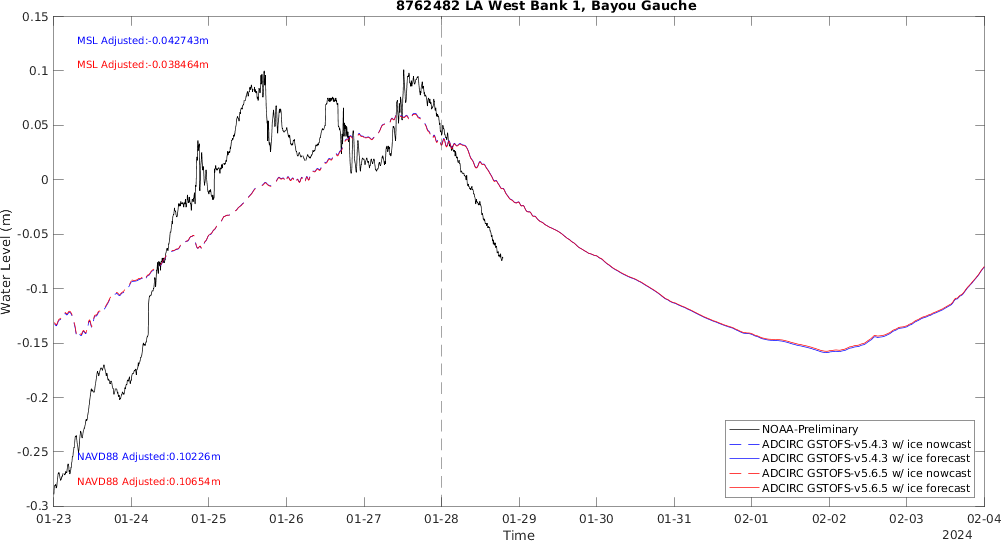 8762482 LA West Bank 1, Bayou Gauche
MSL Adjusted:-0.042743m
MSL Adjusted:-0.038464m
0.15
0.1
0.05
0
-0.05
-0.1
-0.15
-0.2
-0.25
-0.3
Water Level (m)
NAVD88 Adjusted:0.10226m
NAVD88 Adjusted:0.10654m
NOAA-Preliminary
ADCIRC GSTOFS-v5.4.3 w/ ice nowcast
ADCIRC GSTOFS-v5.4.3 w/ ice forecast
ADCIRC GSTOFS-v5.6.5 w/ ice nowcast
ADCIRC GSTOFS-v5.6.5 w/ ice forecast
01-23 01-24 01-25 01-26 01-27 01-28 01-29 01-30 01-31 02-01 02-02 02-03 02-04
Time
2024